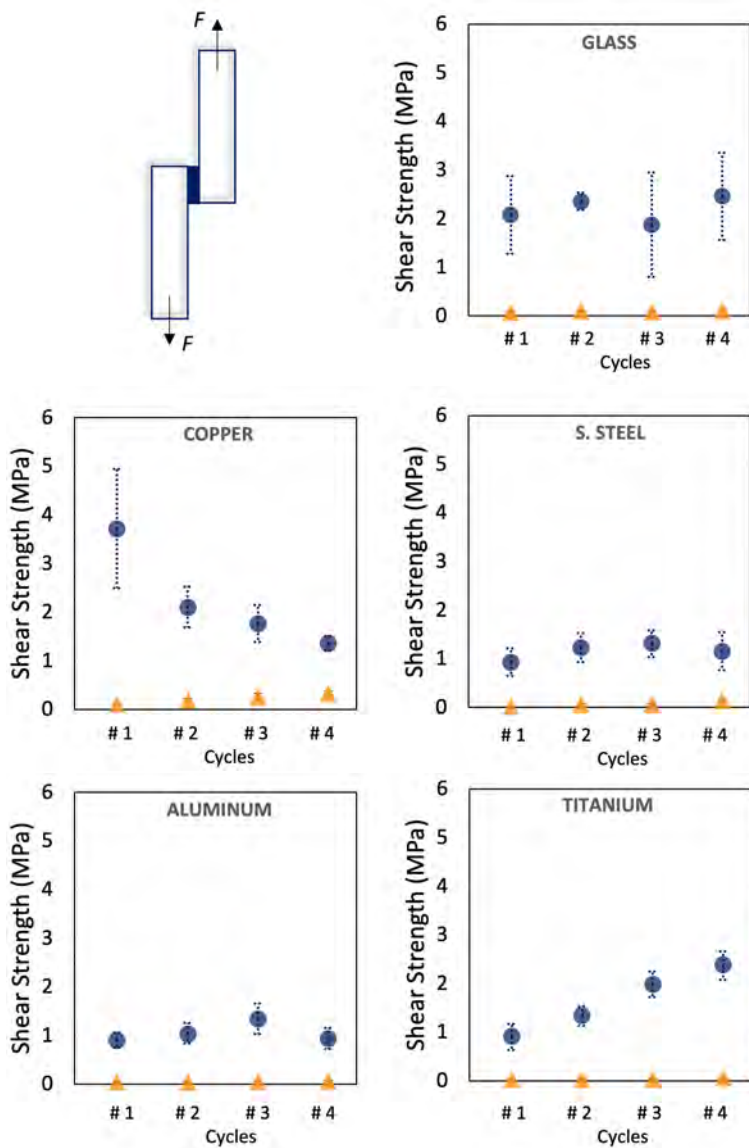 F
F
GLASS
Shear Strength (MPa)
6
5
4
3
2
1
0
# 1 # 2 # 3 # 4
Cycles
COPPER
Shear Strength (MPa)
6
5
4
3
2
1
0
# 1 # 2 # 3 # 4
Cycles
S. STEEL
Shear Strength (MPa)
6
5
4
3
2
1
0
# 1 # 2 # 3 # 4
Cycles
ALUMINUM
Shear Strength (MPa)
6
5
4
3
2
1
0
# 1 # 2 # 3 # 4
Cycles
TITANIUM
Shear Strength (MPa)
6
5
4
3
2
1
0
# 1 # 2 # 3 # 4
Cycles